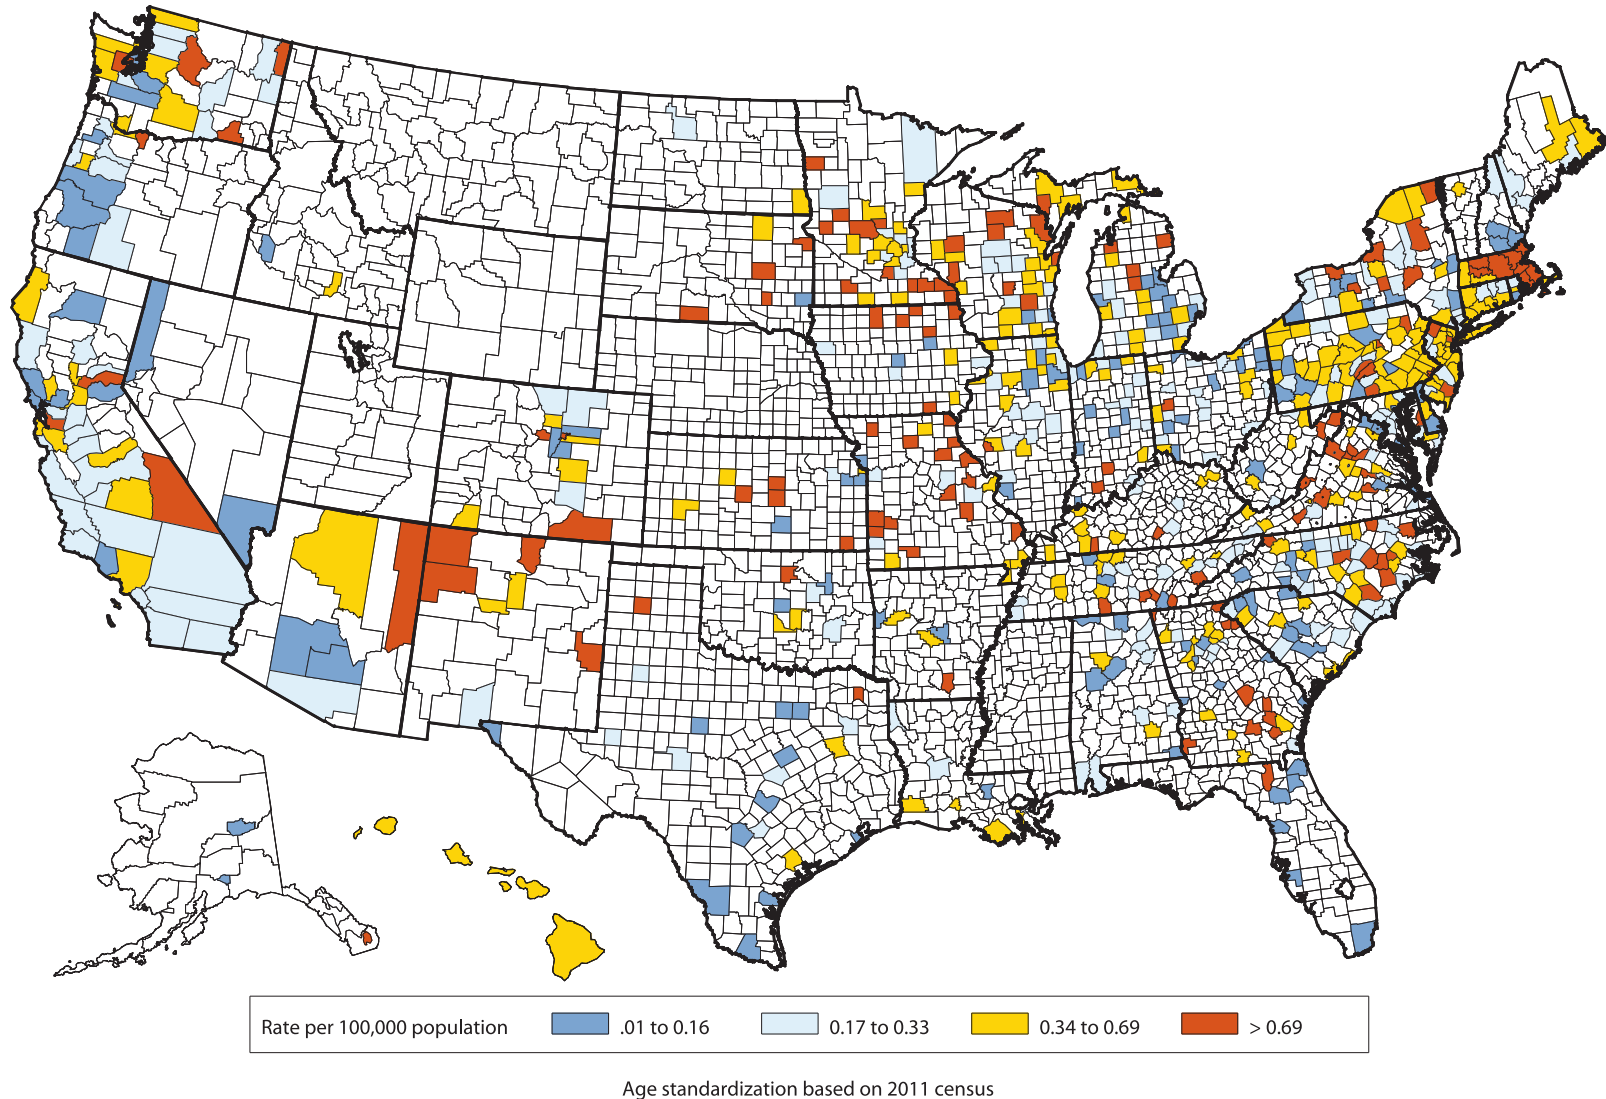 Rate per 100,000 population .01 to 0.16 0.17 to 0.33 0.34 to 0.69 > 0.69
Age standardization based on 2011 census